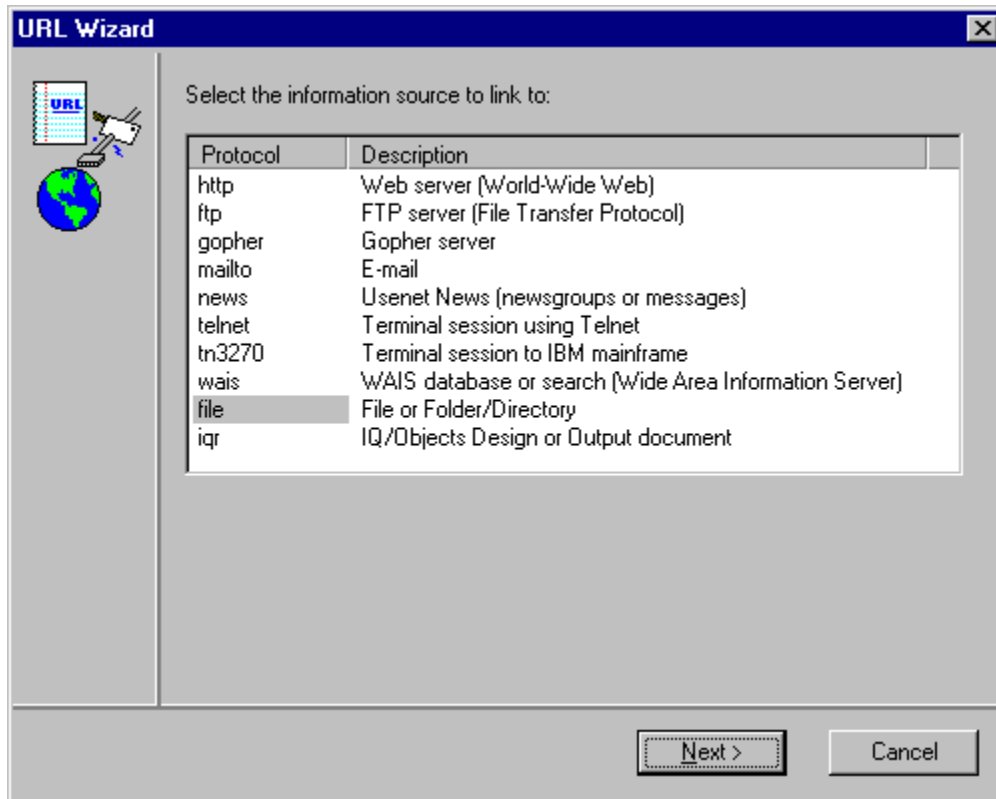 URL Wizard
URL
Select the information source to link to:
Protocol Description
http Web server (World-Wide Web)
ftp FTP server (File Transfer Protocol)
gopher Gopher server
mailto E-mail
news Usenet News (newsgroups or messages)
telnet Terminal session using Telnet
tn3270 Terminal session to IBM mainframe
wais WAIS database or search (Wide Area Information Server)
file File or Folder/Directory
iqr IQ/Objects Design or Output document
Next > Cancel